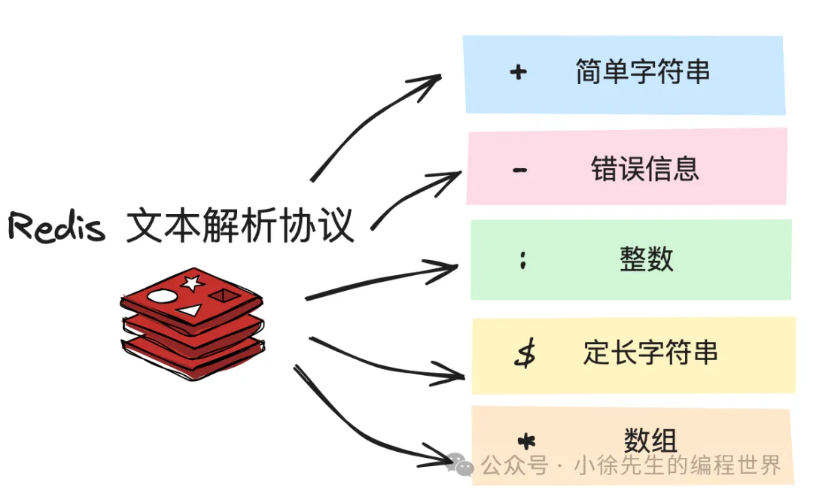 + 简单字符串
- 错误信息
Redis 文本解析协议
: 整数
$ 定长字符串
* 数组
公众号 · 小徐先生的编程世界